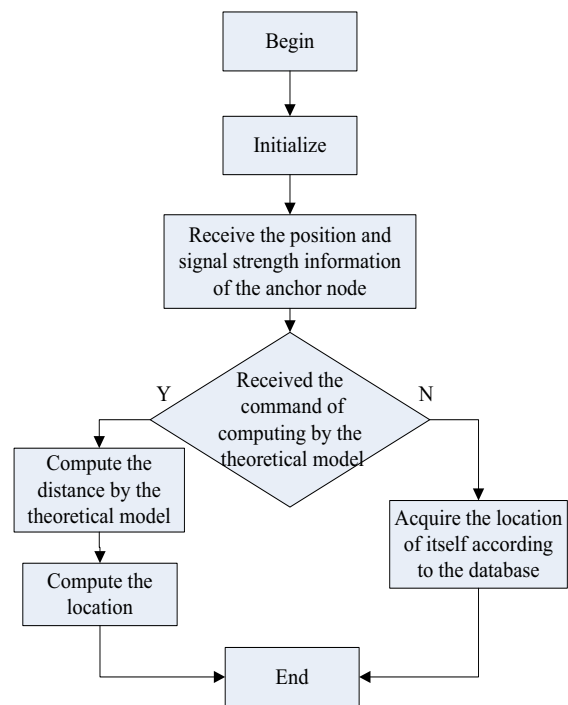 Begin
Initialize
Receive the position and
signal strength information
of the anchor node
Y
N
Received the
command of
computing by the
theoretical model
Compute the
distance by the
theoretical model
Acquire the location
of itself according
to the database
Compute the
location
End